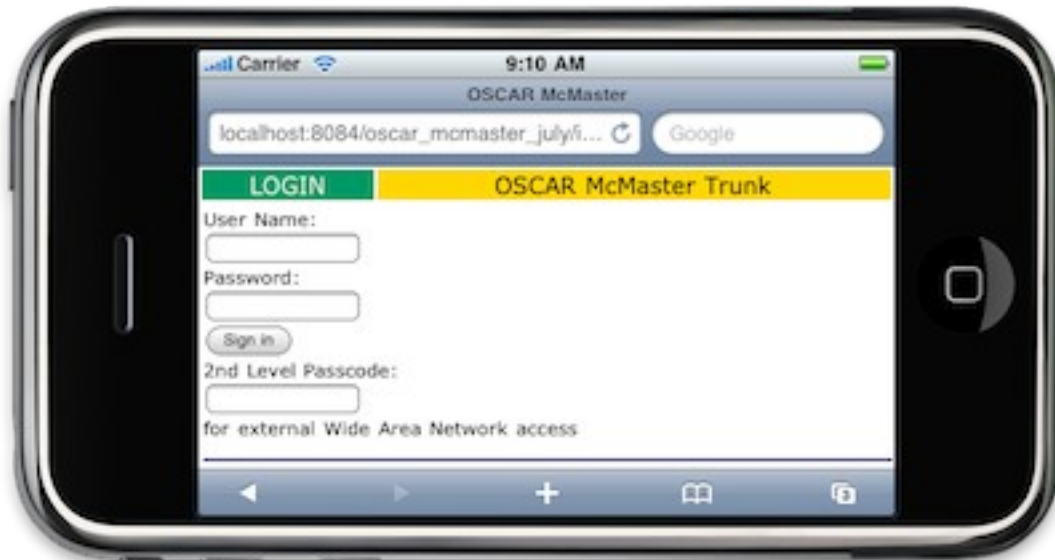 Carrier 9:10 AM
OSCAR McMaster
localhost:8084/oscar_mcmaster_july/i... Google
LOGIN OSCAR McMaster Trunk
User Name:
Password:
Sign in
2nd Level Passcode:
for external Wide Area Network access
3